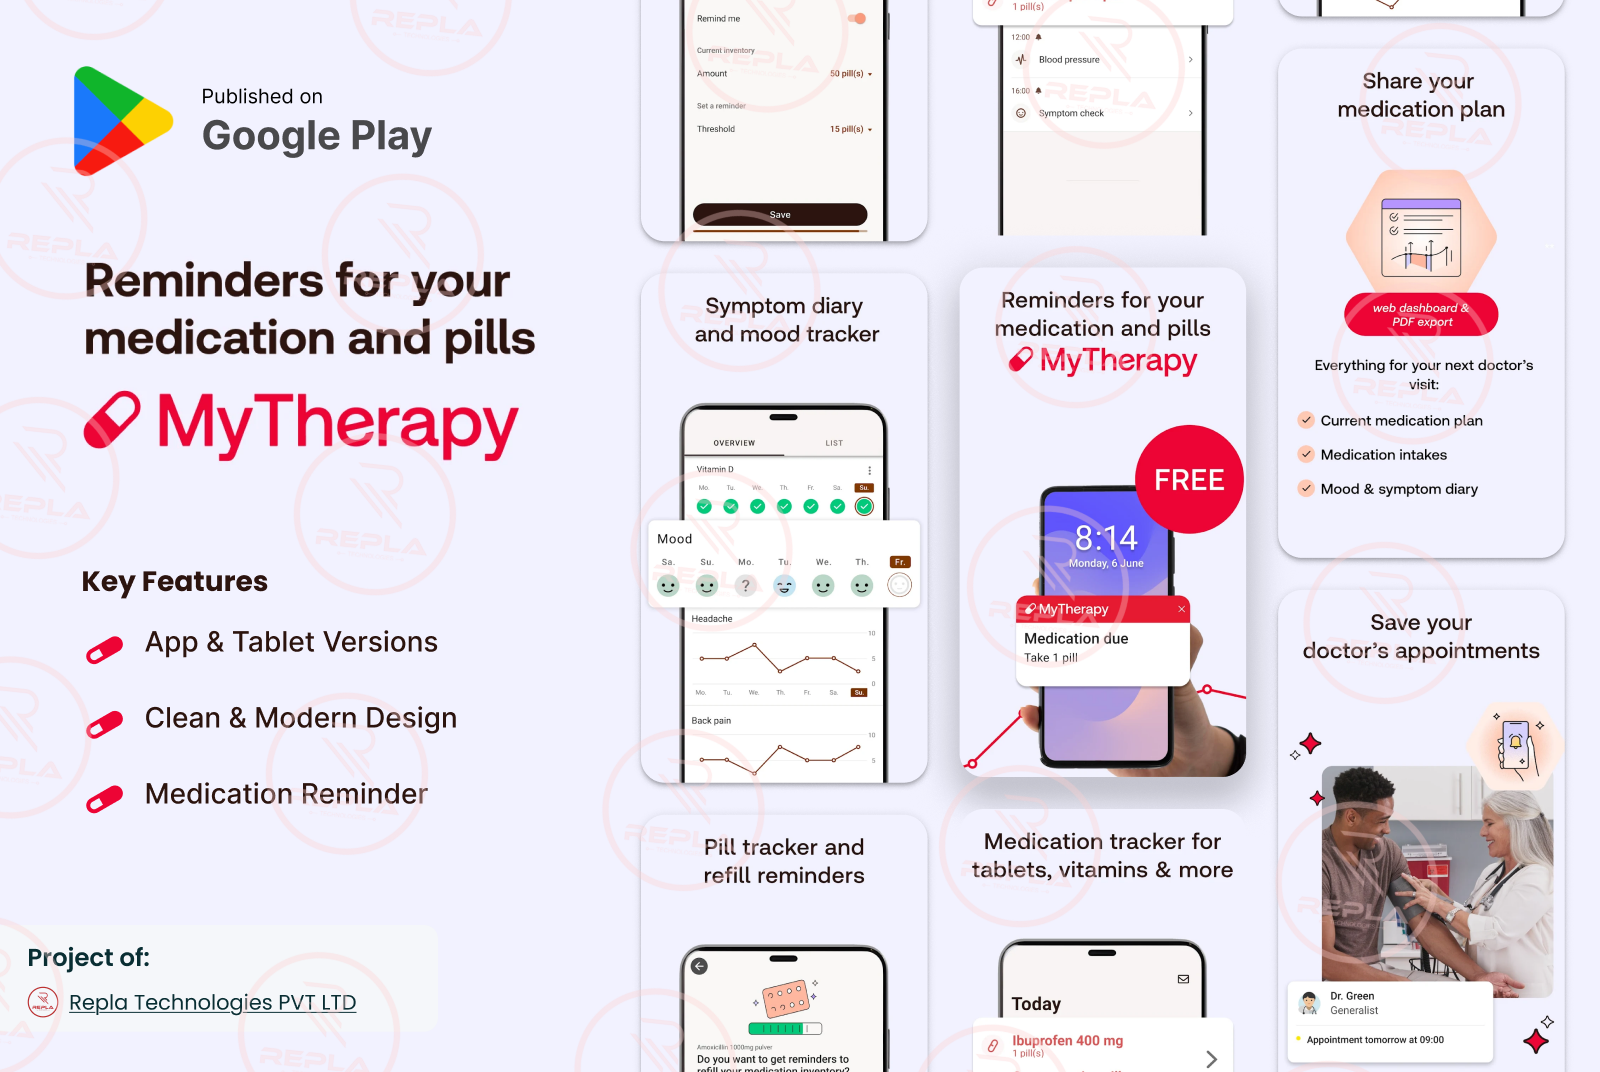 Published on
Google Play
Reminders for your
medication and pills
MyTherapy
Key Features
App & Tablet Versions
Clean & Modern Design
Medication Reminder
Project of:
REPLA
Repla Technologies PVT LTD
Remind me
Current inventory
Amount
50 pill(s)
Set a reminder
Threshold
15 pill(s)
Save
Symptom diary
and mood tracker
OVERVIEW LIST
Vitamin D
Mo. Tu. We. Th. Fr. Sa. Su.
Mood
Sa. Su. Mo. Tu. We. Th. Fr.
?
Headache
10
5
0
Mo. Tu. We. Th. Fr. Sa. Su.
Back pain
10
5
Pill tracker and
refill reminders
Amoxicillin 1000mg pulver
Do you want to get reminders to
refill your medication inventory?
1 pill(s)
12:00
Blood pressure
16:00
Symptom check
Reminders for your
medication and pills
MyTherapy
FREE
8:14
Monday, 6 June
MyTherapy
Medication due
Take 1 pill
Medication tracker for
tablets, vitamins & more
Today
Ibuprofen 400 mg
1 pill(s)
Share your
medication plan
web dashboard &
PDF export
Everything for your next doctor's
visit:
Current medication plan
Medication intakes
Mood & symptom diary
Save your
doctor's appointments
Dr. Green
Generalist
Appointment tomorrow at 09:00